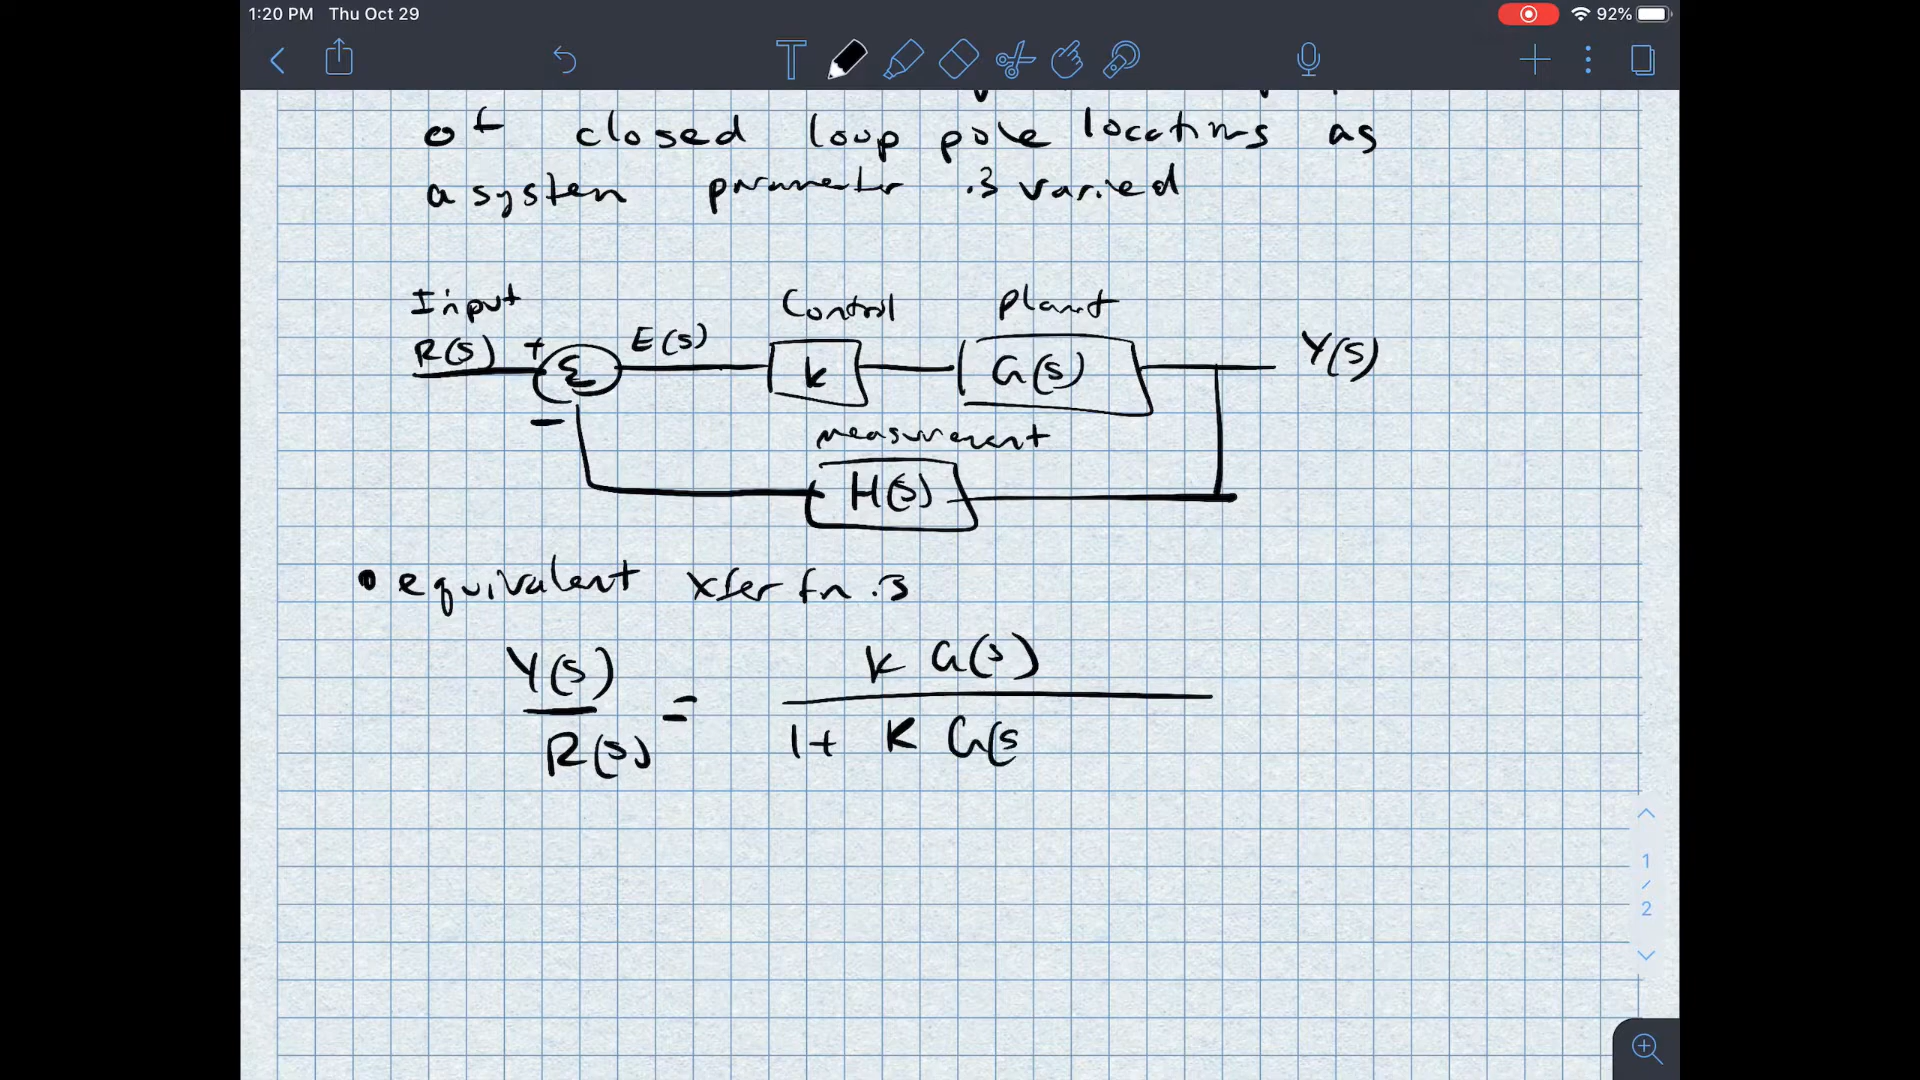 1:20 PM Thu Oct 29 92%
of closed loop pole locations as
a system parameter is varied
Input Control Plant
R(s) + Σ E(s) K G(s) Y(s)
−
measurement
H(s)
• equivalent xfer fn is
Y(s) = K G(s)
R(s) 1+ K G(s
1
/
2